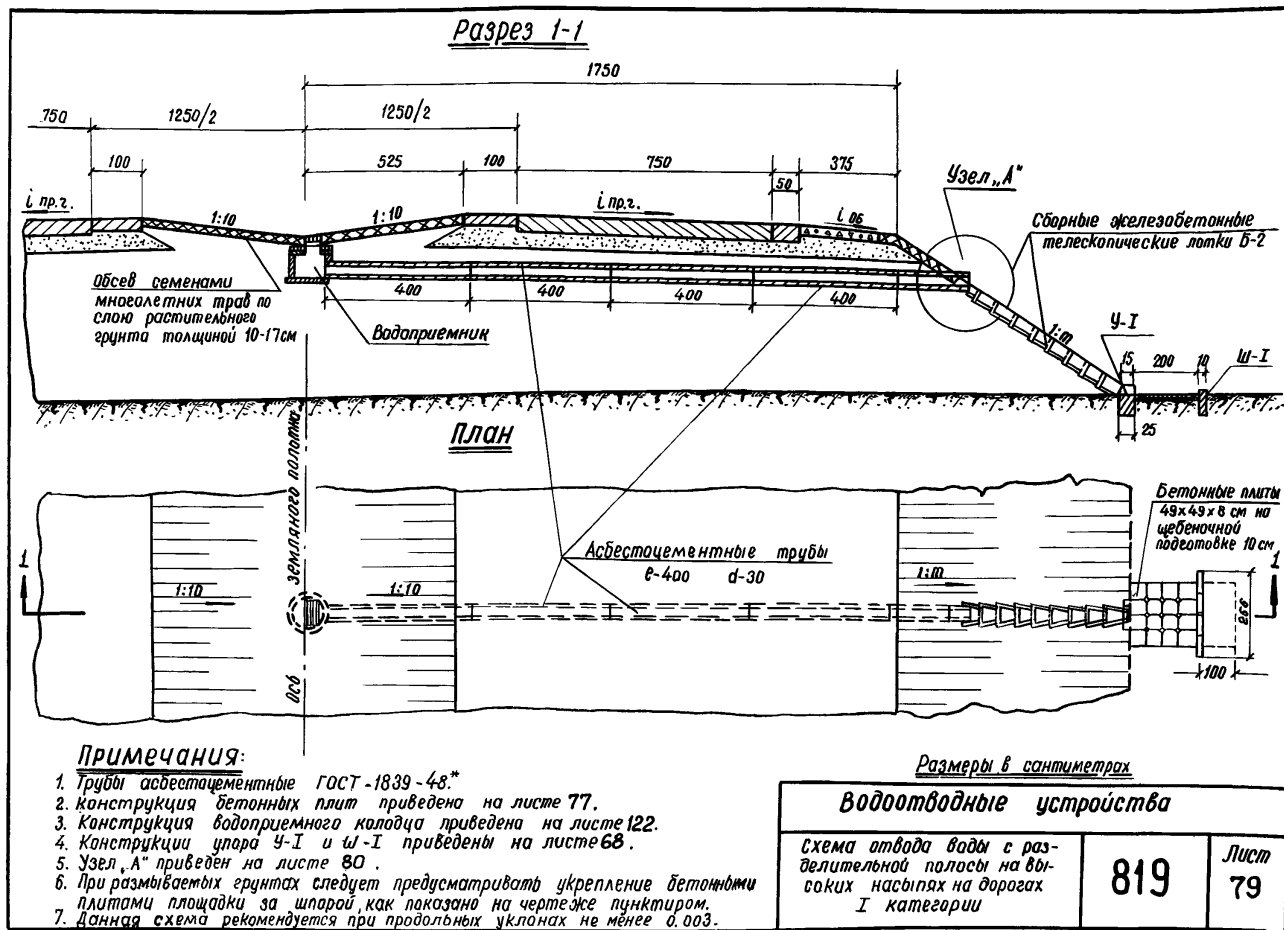 Разрез 1-1
1750
750
1250/2
1250/2
100
525
100
750
375
50
Узел „А"
i пр.г.
1:10
1:10
i пр.г.
i об
Сборные железобетонные
телескопические лотки Б-2
Обсев семенами
многолетних трав по
слою растительного
грунта толщиной 10-17см
400
400
400
400
Водоприемник
1:m
У-I
15
200
10
Ш-I
25
План
Ось земляного полотна
Бетонные плиты
49х49х8 см на
щебеночной
подготовке 10 см
Асбестоцементные трубы
ℓ-400 d-30
1
1:10
1:10
1:m
1
100
Примечания:
1. Трубы асбестоцементные ГОСТ-1839-48.*
2. Конструкция бетонных плит приведена на листе 77.
3. Конструкция водоприемного колодца приведена на листе 122.
4. Конструкции упора У-I и Ш-I приведены на листе 68.
5. Узел „А" приведен на листе 80.
6. При размываемых грунтах следует предусматривать укрепление бетонными
плитами площадки за шпорой, как показано на чертеже пунктиром.
7. Данная схема рекомендуется при продольных уклонах не менее 0.003.
Размеры в сантиметрах
Водоотводные устройства
Схема отвода воды с раз-
делительной полосы на вы-
соких насыпях на дорогах
I категории
819
Лист
79